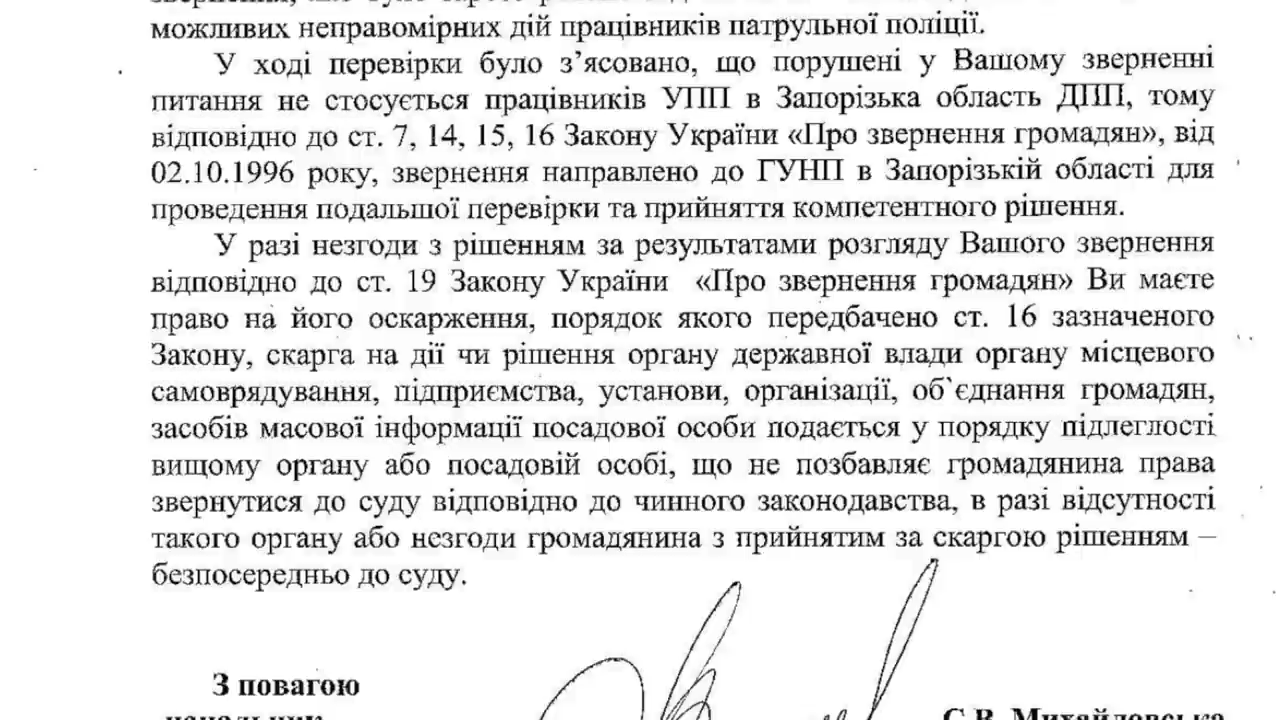 можливих неправомірних дій працівників патрульної поліції.
У ході перевірки було з’ясовано, що порушені у Вашому зверненні
питання не стосується працівників УПП в Запорізька область ДПП, тому
відповідно до ст. 7, 14, 15, 16 Закону України «Про звернення громадян», від
02.10.1996 року, звернення направлено до ГУНП в Запорізькій області для
проведення подальшої перевірки та прийняття компетентного рішення.
У разі незгоди з рішенням за результатами розгляду Вашого звернення
відповідно до ст. 19 Закону України «Про звернення громадян» Ви маєте
право на його оскарження, порядок якого передбачено ст. 16 зазначеного
Закону, скарга на дії чи рішення органу державної влади органу місцевого
самоврядування, підприємства, установи, організації, об`єднання громадян,
засобів масової інформації посадової особи подається у порядку підлеглості
вищому органу або посадовій особі, що не позбавляє громадянина права
звернутися до суду відповідно до чинного законодавства, в разі відсутності
такого органу або незгоди громадянина з прийнятим за скаргою рішенням –
безпосередньо до суду.
З повагою
начальник
С.В. Михайловська